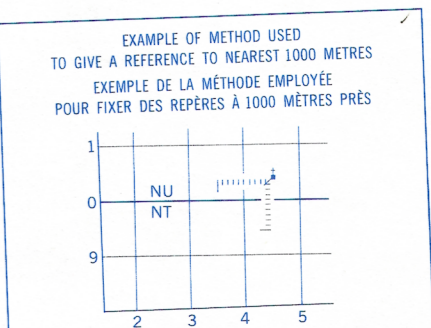 EXAMPLE OF METHOD USED
TO GIVE A REFERENCE TO NEAREST 1000 METRES
EXEMPLE DE LA MÉTHODE EMPLOYÉE
POUR FIXER DES REPÈRES À 1000 MÈTRES PRÈS
1
NU
0
NT
9
2 3 4 5